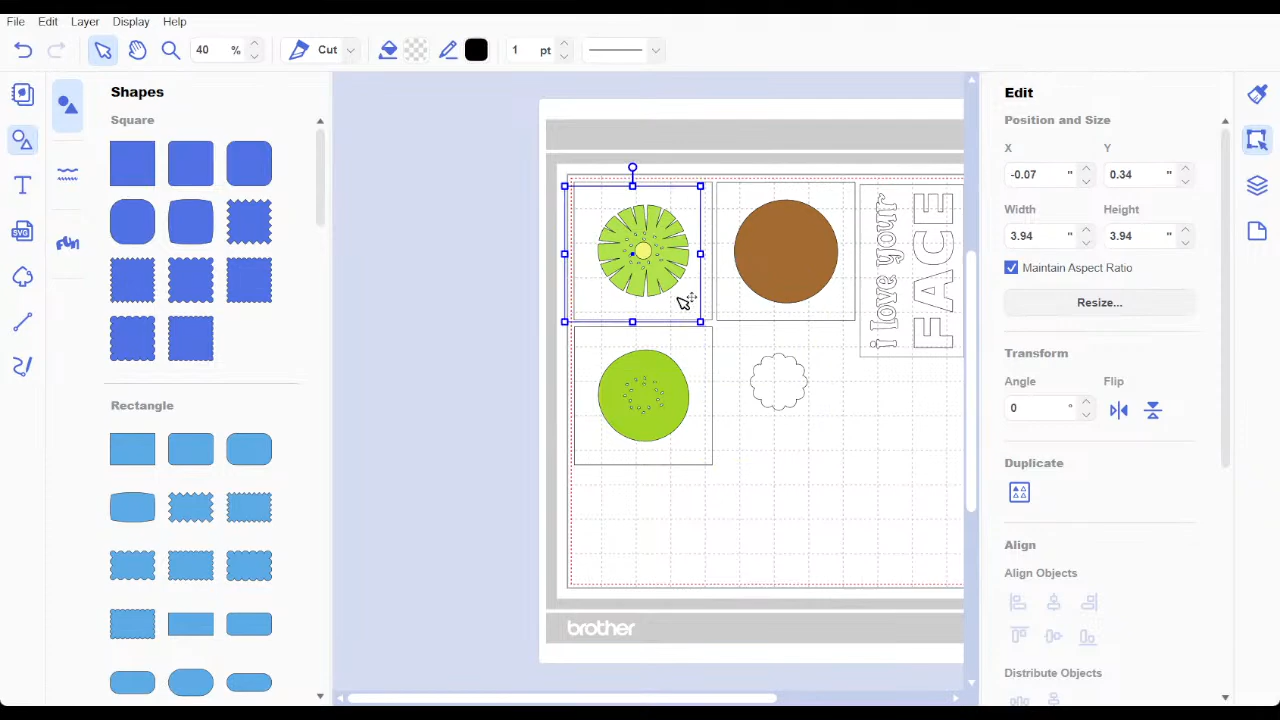 File Edit Layer Display Help
40 % Cut 1 pt
Shapes
Square
Rectangle
i love your
FACE
brother
Edit
Position and Size
X Y
-0.07 " 0.34 "
Width Height
3.94 " 3.94 "
Maintain Aspect Ratio
Resize...
Transform
Angle Flip
0 °
Duplicate
Align
Align Objects
Distribute Objects
SVG